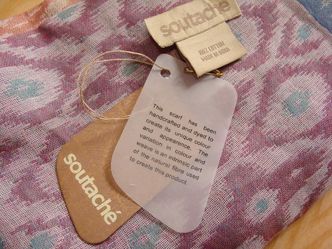 soutaché
100% COTTON
MADE IN INDIA
This scarf has been
handcrafted and dyed to
create its unique colour
and appearance. The
variation in colour and
weave is an intrinsic part
of the natural fibre used
to create this product.
soutaché